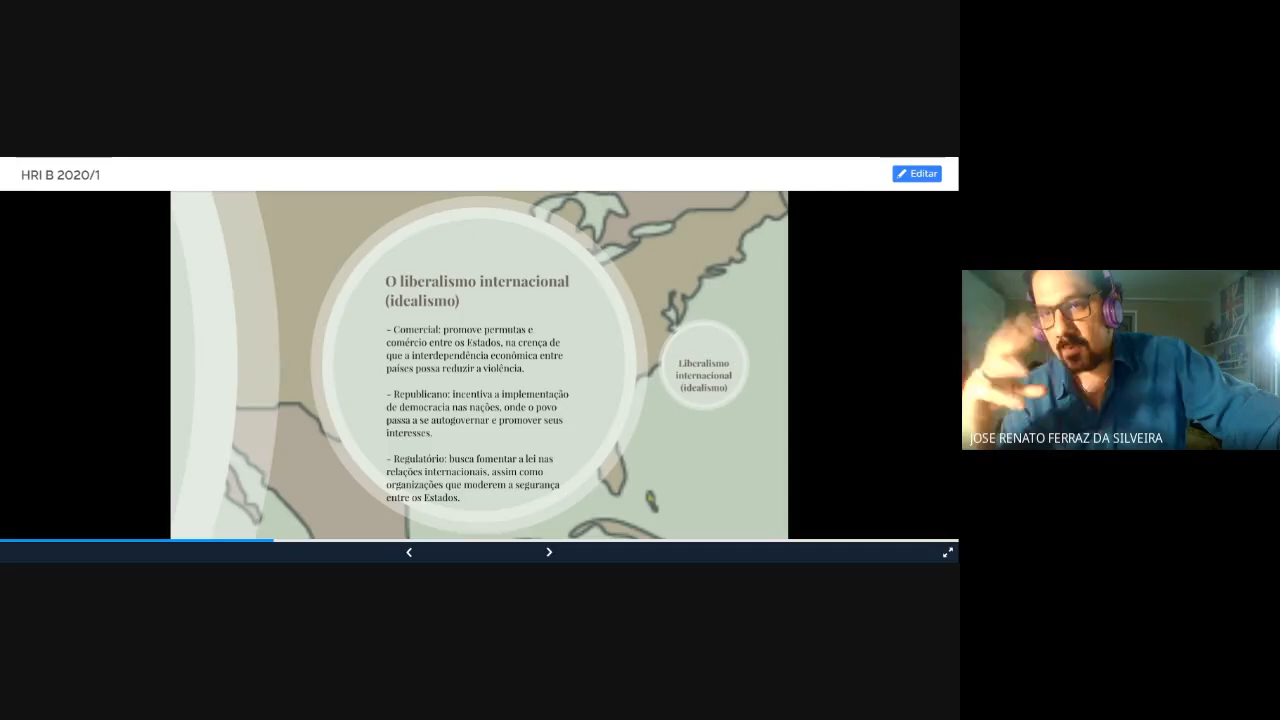 HRI B 2020/1
Editar
O liberalismo internacional
(idealismo)
- Comercial: promove permutas e
comércio entre os Estados, na crença de
que a interdependência econômica entre
países possa reduzir a violência.
- Republicano: incentiva a implementação
de democracia nas nações, onde o povo
passa a se autogovernar e promover seus
interesses.
- Regulatório: busca fomentar a lei nas
relações internacionais, assim como
organizações que moderem a segurança
entre os Estados.
Liberalismo
internacional
(idealismo)
JOSE RENATO FERRAZ DA SILVEIRA